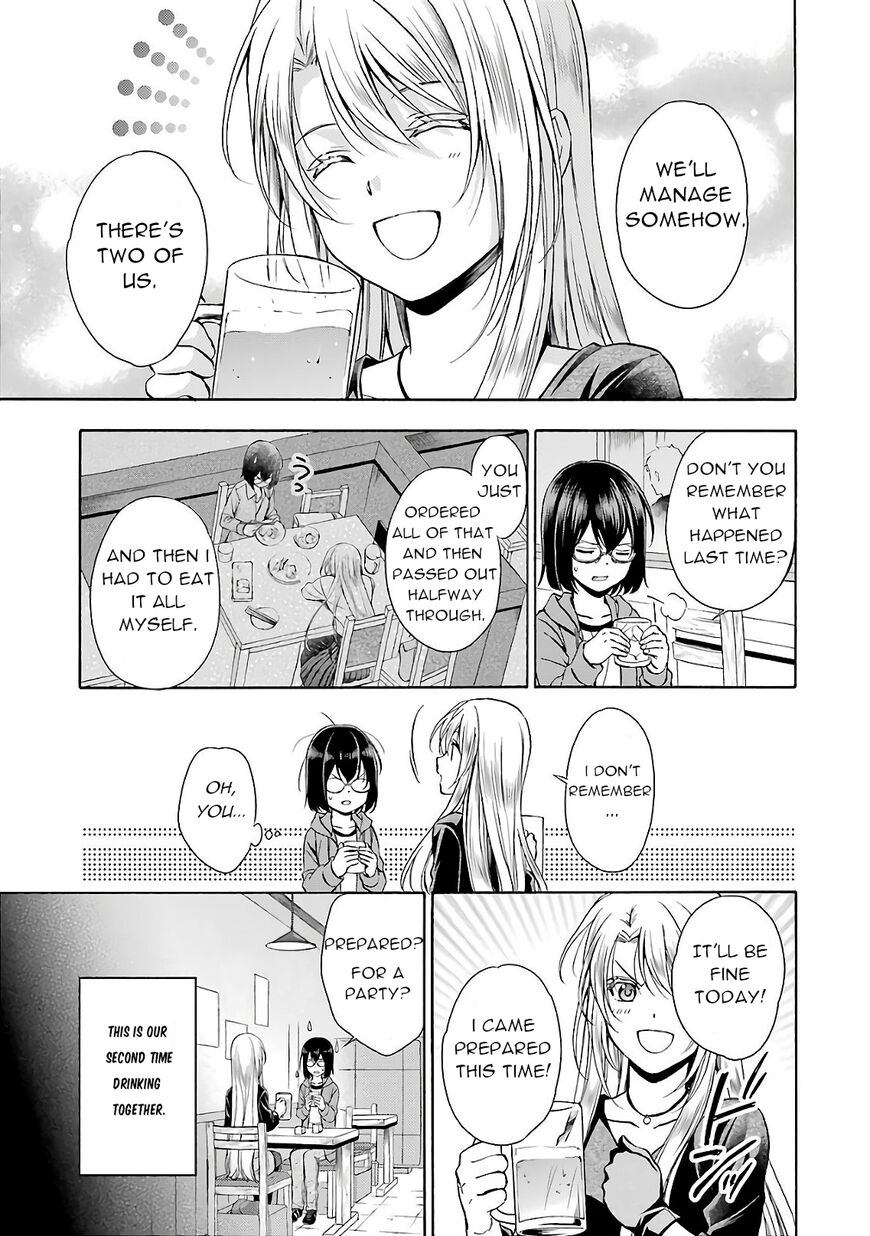 WE'LL
MANAGE
SOMEHOW.
THERE'S
TWO OF
US.
DON'T YOU
REMEMBER
WHAT
HAPPENED
LAST TIME?
YOU
JUST
ORDERED
ALL OF THAT
AND THEN
PASSED OUT
HALFWAY
THROUGH.
AND THEN I
HAD TO EAT
IT ALL
MYSELF.
?
I DON'T
REMEMBER
...
OH,
YOU...
IT'LL BE
FINE
TODAY!
I CAME
PREPARED
THIS TIME!
ドン
PREPARED?
FOR A
PARTY?
THIS IS OUR
SECOND TIME
DRINKING
TOGETHER.